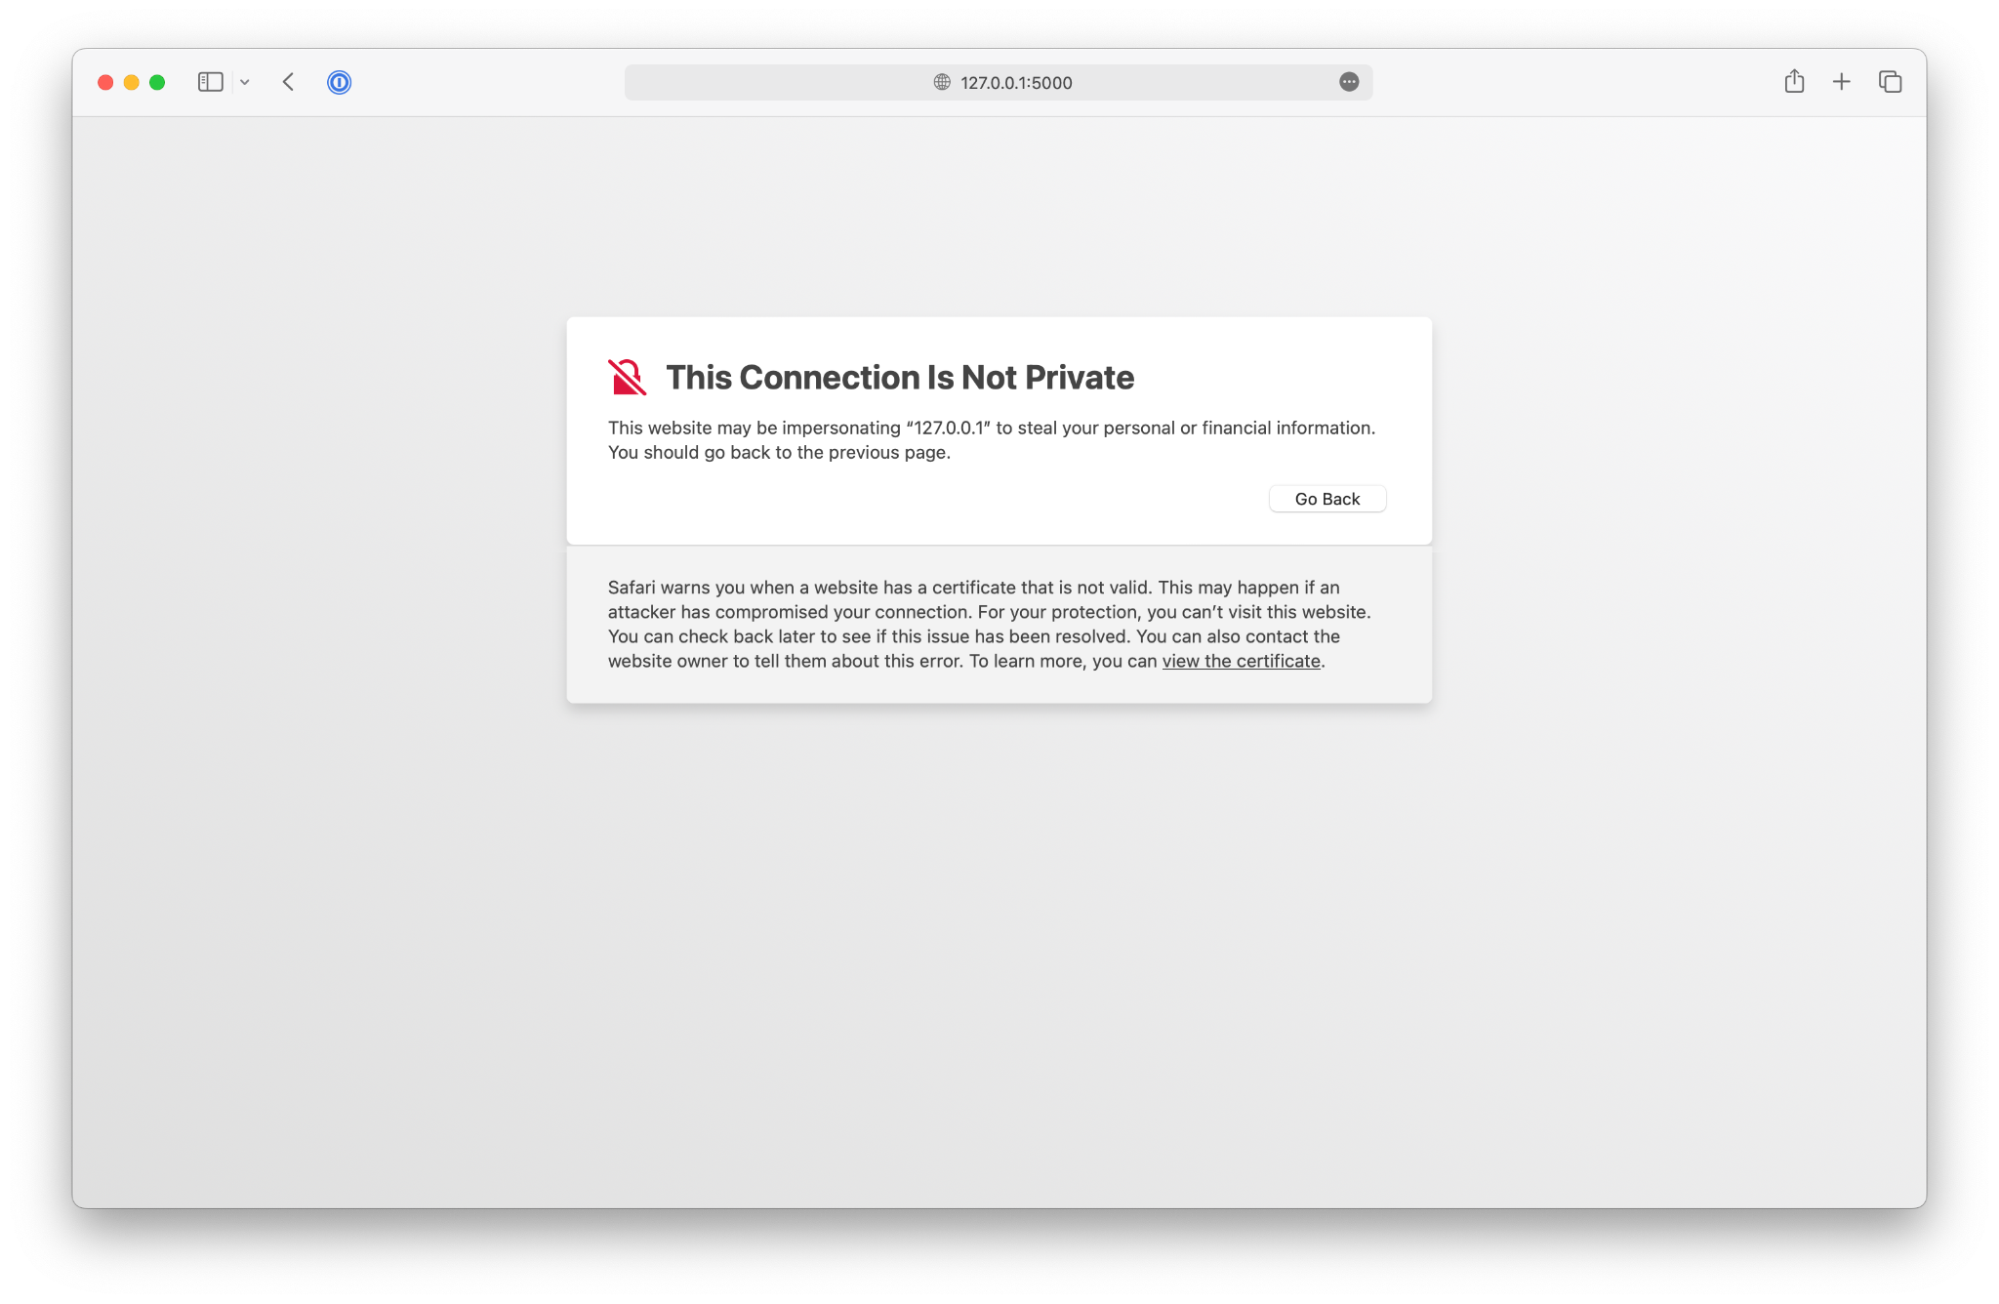 127.0.0.1:5000
This Connection Is Not Private
This website may be impersonating “127.0.0.1” to steal your personal or financial information.
You should go back to the previous page.
Go Back
Safari warns you when a website has a certificate that is not valid. This may happen if an
attacker has compromised your connection. For your protection, you can’t visit this website.
You can check back later to see if this issue has been resolved. You can also contact the
website owner to tell them about this error. To learn more, you can view the certificate.